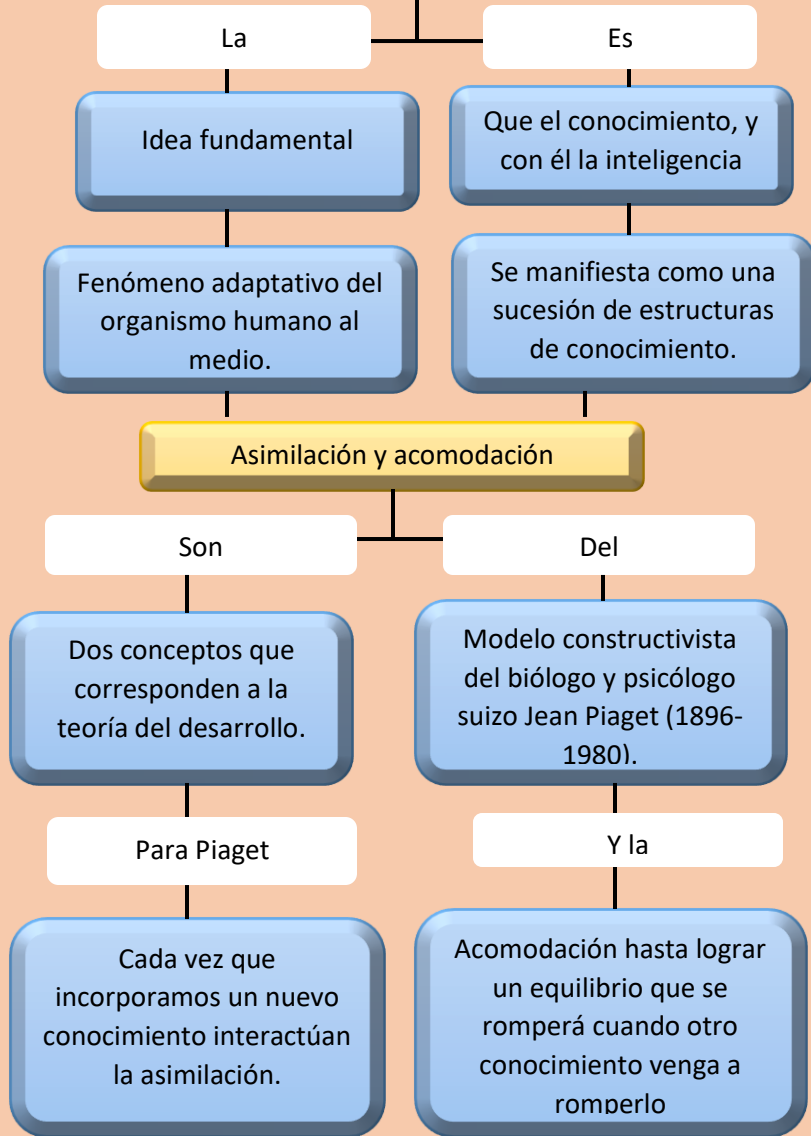 La
Es
Idea fundamental
Que el conocimiento, y
con él la inteligencia
Fenómeno adaptativo del
organismo humano al
medio.
Se manifiesta como una
sucesión de estructuras
de conocimiento.
Asimilación y acomodación
Son
Del
Dos conceptos que
corresponden a la
teoría del desarrollo.
Modelo constructivista
del biólogo y psicólogo
suizo Jean Piaget (1896-
1980).
Para Piaget
Y la
Cada vez que
incorporamos un nuevo
conocimiento interactúan
la asimilación.
Acomodación hasta lograr
un equilibrio que se
romperá cuando otro
conocimiento venga a
romperlo